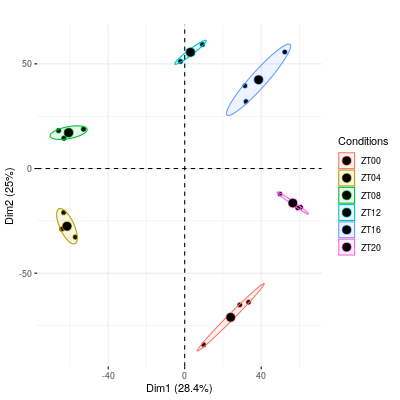 50
0
-50
Dim2 (25%)
-40
0
40
Dim1 (28.4%)
Conditions
ZT00
ZT04
ZT08
ZT12
ZT16
ZT20